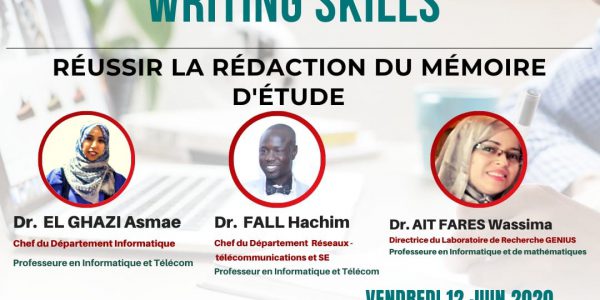 WRITING SKILLS
RÉUSSIR LA RÉDACTION DU MÉMOIRE
D'ÉTUDE
Dr. EL GHAZI Asmae
Chef du Département Informatique
Professeure en Informatique et Télécom
Dr. FALL Hachim
Chef du Département Réseaux -
télécommunications et SE
Professeur en Informatique et Télécom
Dr. AIT FARES Wassima
Directrice du Laboratoire de Recherche GENIUS
Professeure en Informatique et de mathématiques
VENDREDI 12 JUIN 2020